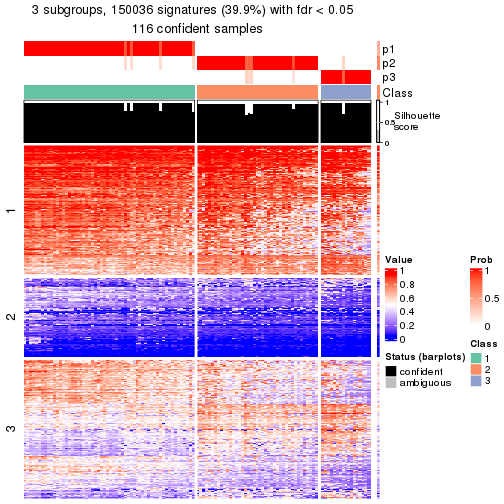 3 subgroups, 150036 signatures (39.9%) with fdr < 0.05
116 confident samples
p1
p2
p3
Class
1
0.5
0
Silhouette
score
1
2
3
Value
1
0.8
0.6
0.4
0.2
0
Prob
1
0.5
0
Status (barplots)
confident
ambiguous
Class
1
2
3